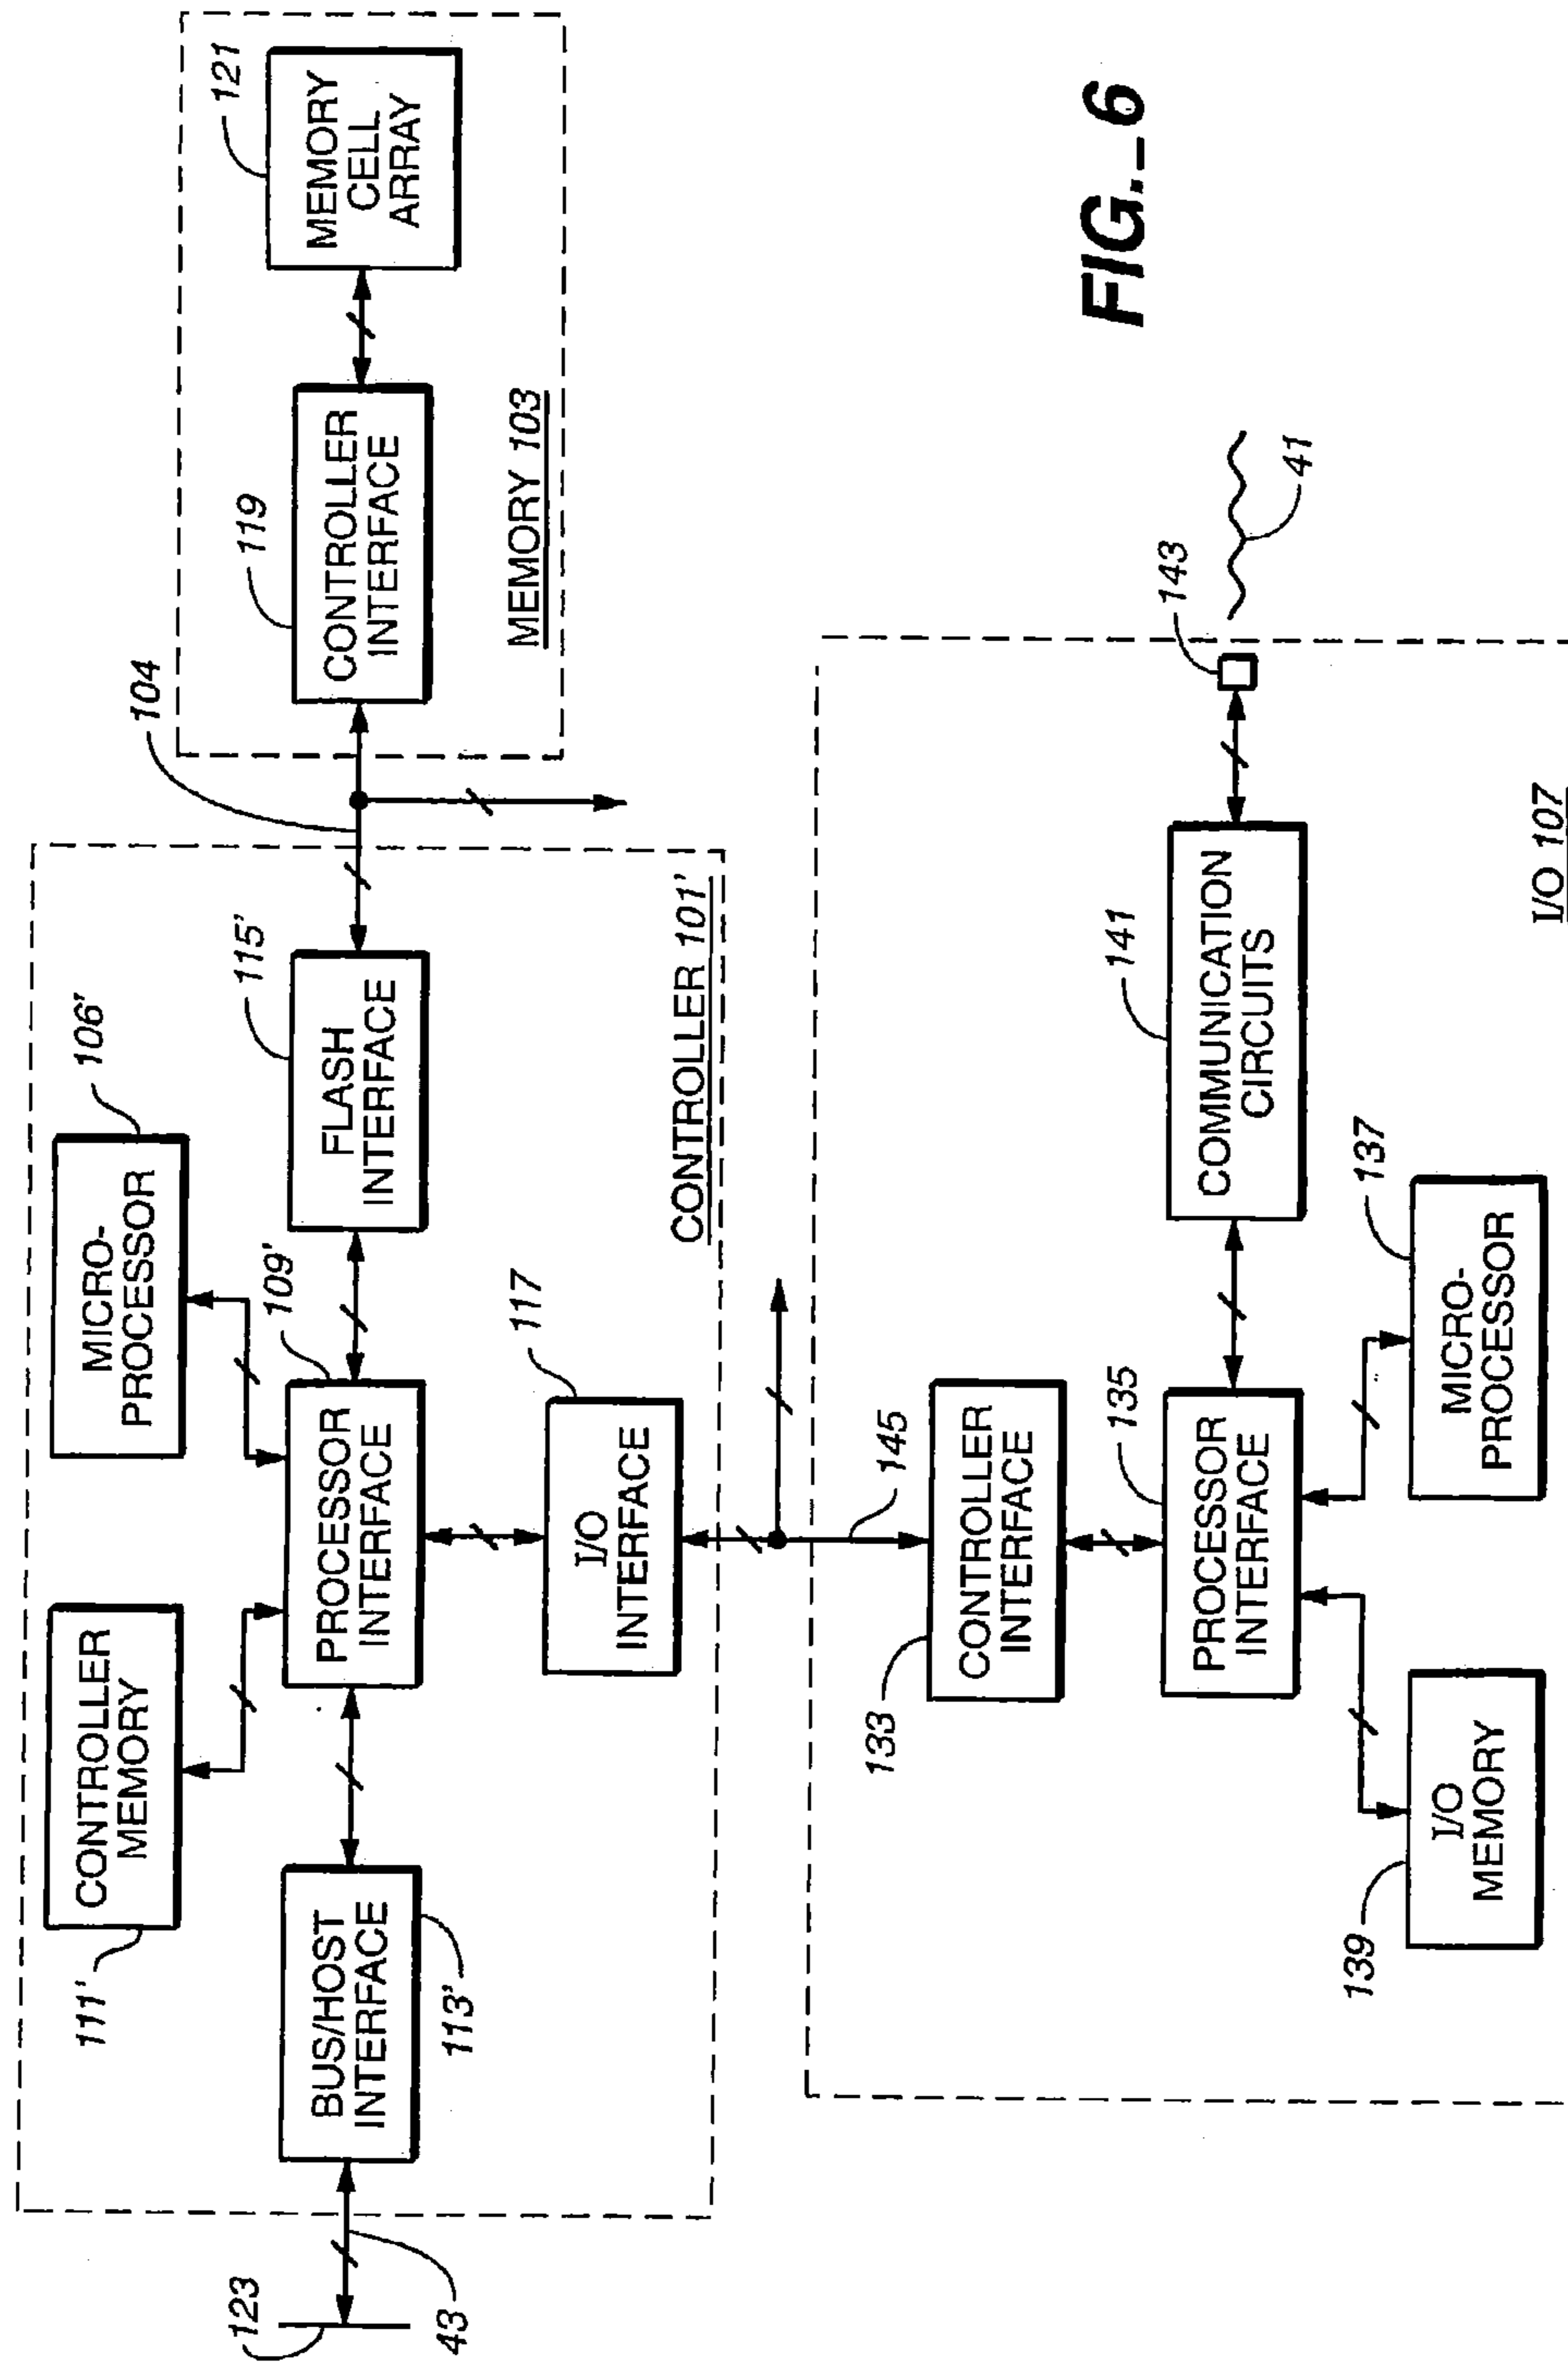 111'
CONTROLLER
MEMORY
MICRO-
PROCESSOR
106'
123
43
BUS/HOST
INTERFACE
113'
PROCESSOR
INTERFACE
109'
FLASH
INTERFACE
115'
104
119
CONTROLLER
INTERFACE
121
MEMORY
CELL
ARRAY
MEMORY 103
I/O
INTERFACE
117
CONTROLLER 101'
145
133
CONTROLLER
INTERFACE
135
PROCESSOR
INTERFACE
141
COMMUNICATION
CIRCUITS
143
41
139
I/O
MEMORY
MICRO-
PROCESSOR
137
I/O 107
FIG._6